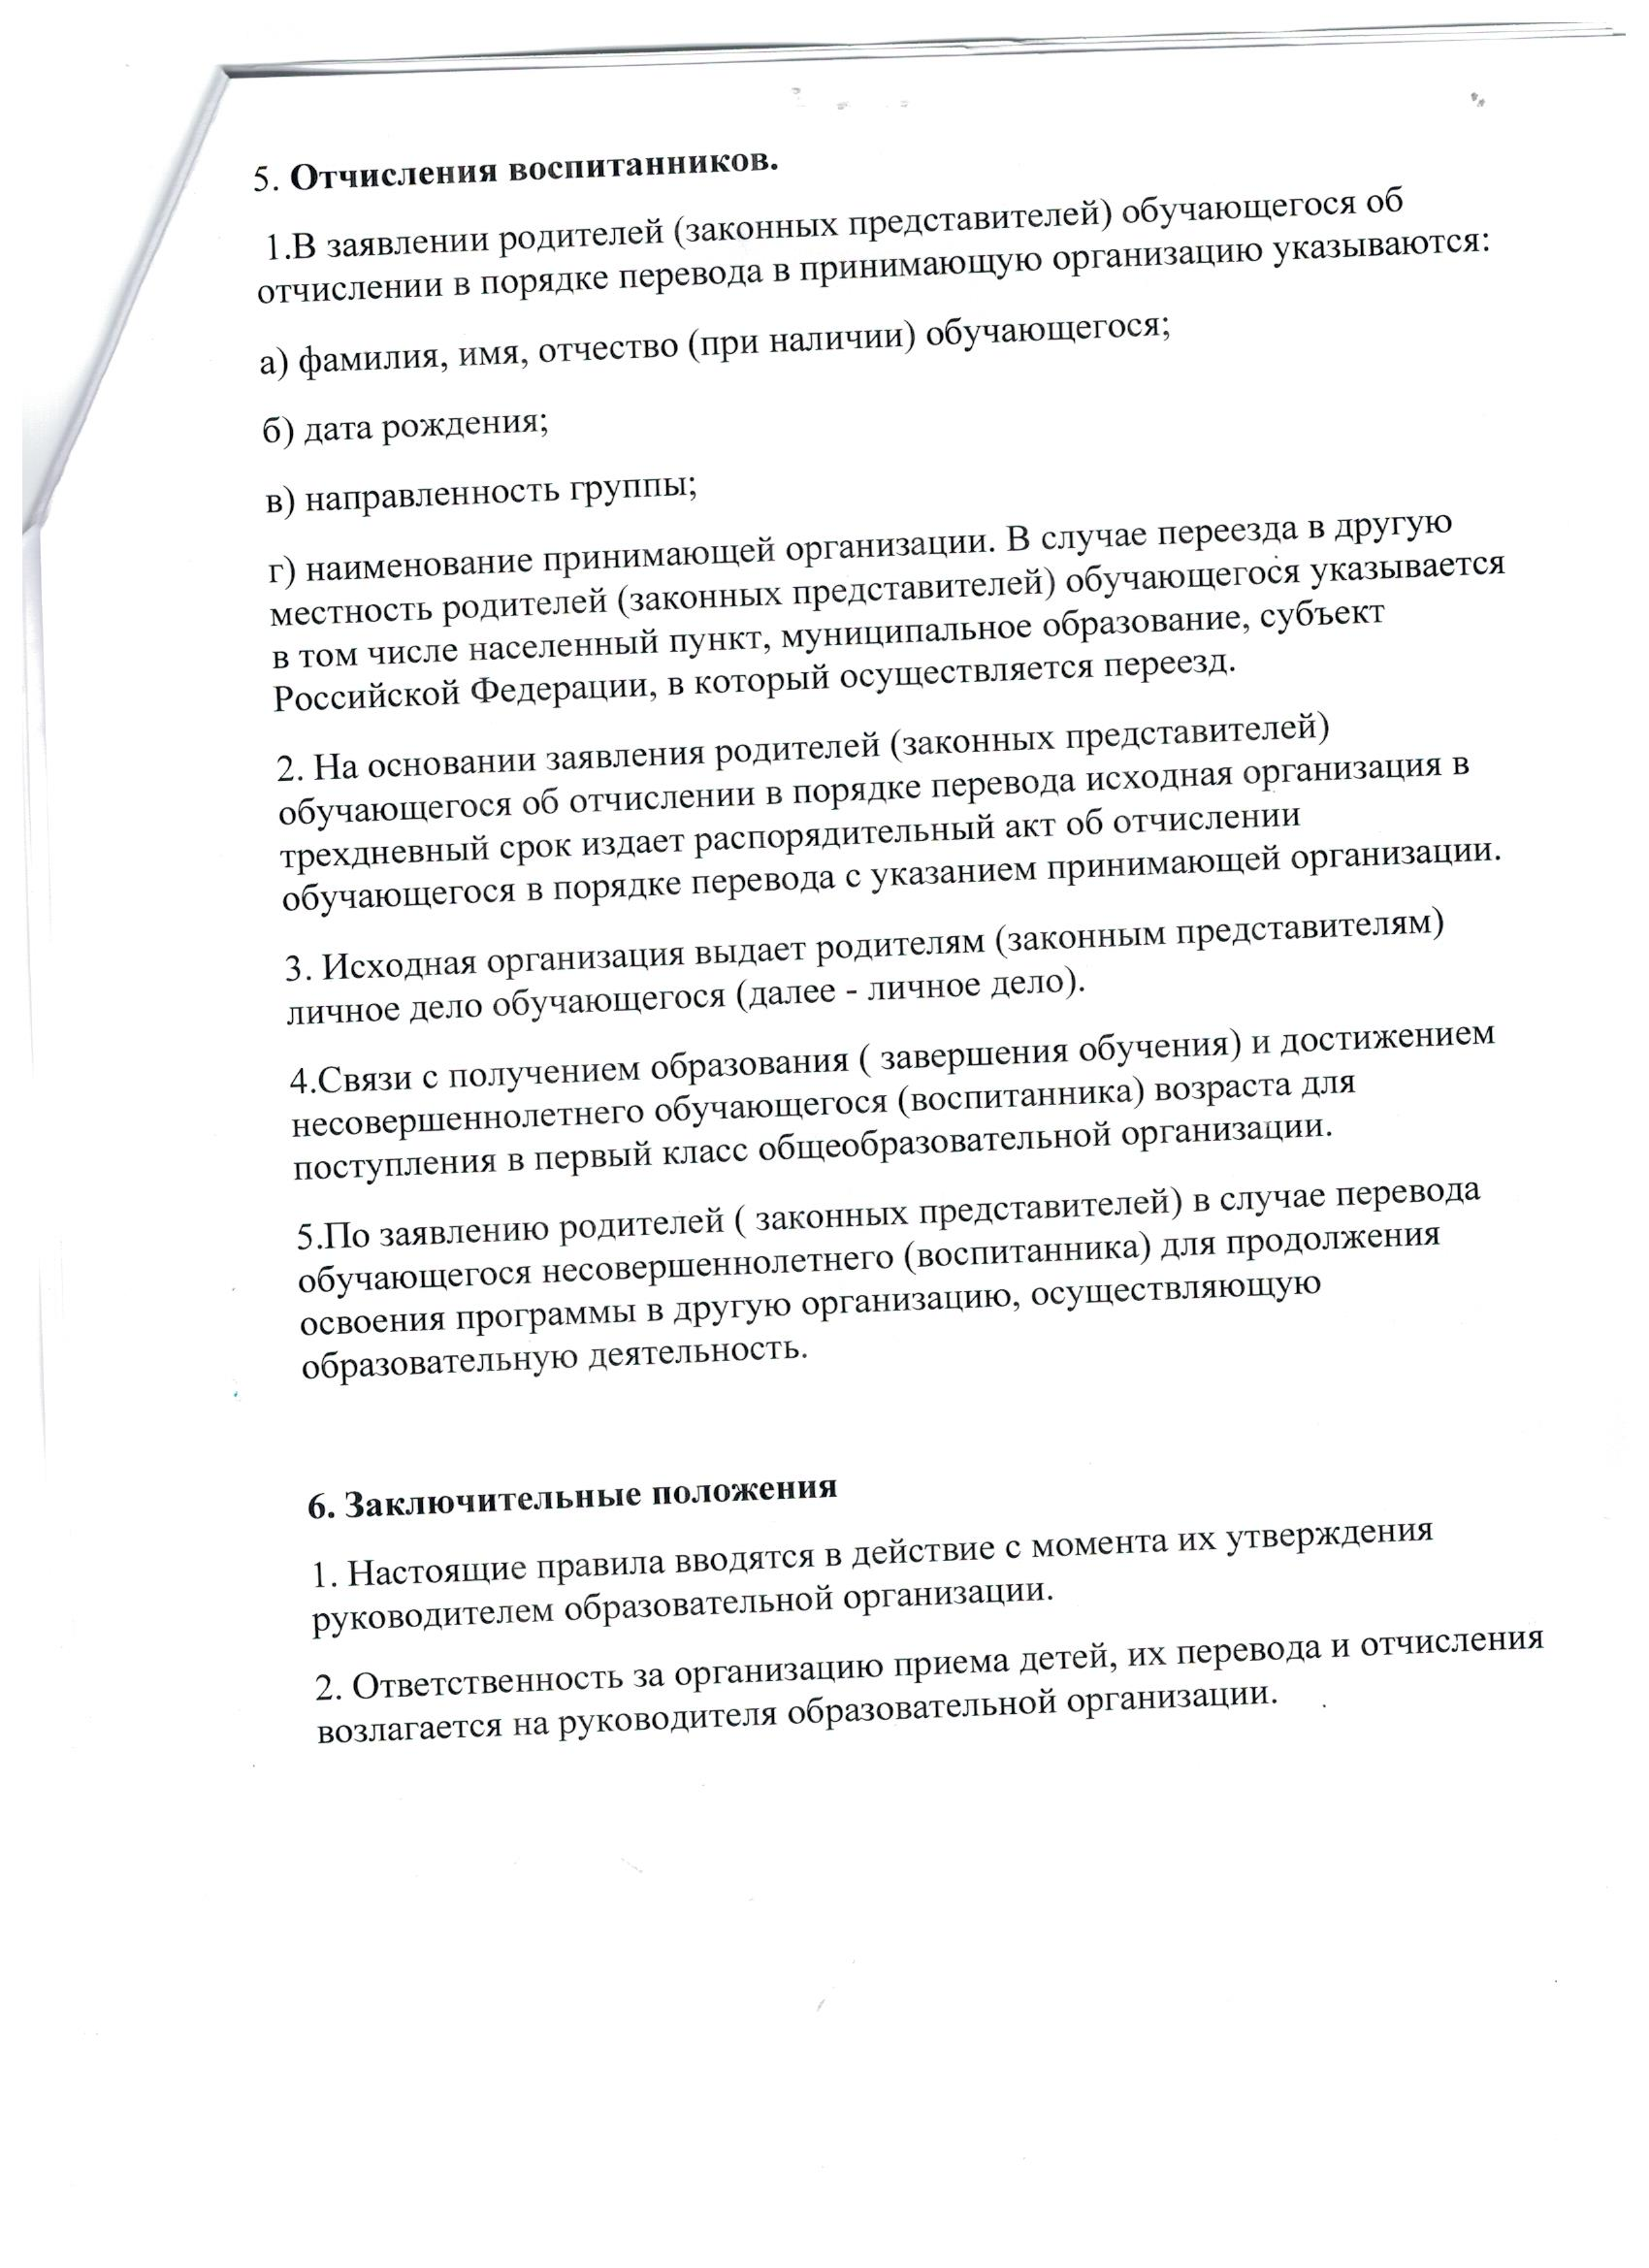 5. Отчисления воспитанников.
1.В заявлении родителей (законных представителей) обучающегося об
отчислении в порядке перевода в принимающую организацию указываются:
а) фамилия, имя, отчество (при наличии) обучающегося;
б) дата рождения;
в) направленность группы;
г) наименование принимающей организации. В случае переезда в другую
местность родителей (законных представителей) обучающегося указывается
в том числе населенный пункт, муниципальное образование, субъект
Российской Федерации, в который осуществляется переезд.
2. На основании заявления родителей (законных представителей)
обучающегося об отчислении в порядке перевода исходная организация в
трехдневный срок издает распорядительный акт об отчислении
обучающегося в порядке перевода с указанием принимающей организации.
3. Исходная организация выдает родителям (законным представителям)
личное дело обучающегося (далее - личное дело).
4.Связи с получением образования ( завершения обучения) и достижением
несовершеннолетнего обучающегося (воспитанника) возраста для
поступления в первый класс общеобразовательной организации.
5.По заявлению родителей ( законных представителей) в случае перевода
обучающегося несовершеннолетнего (воспитанника) для продолжения
освоения программы в другую организацию, осуществляющую
образовательную деятельность.
6. Заключительные положения
1. Настоящие правила вводятся в действие с момента их утверждения
руководителем образовательной организации.
2. Ответственность за организацию приема детей, их перевода и отчисления
возлагается на руководителя образовательной организации.